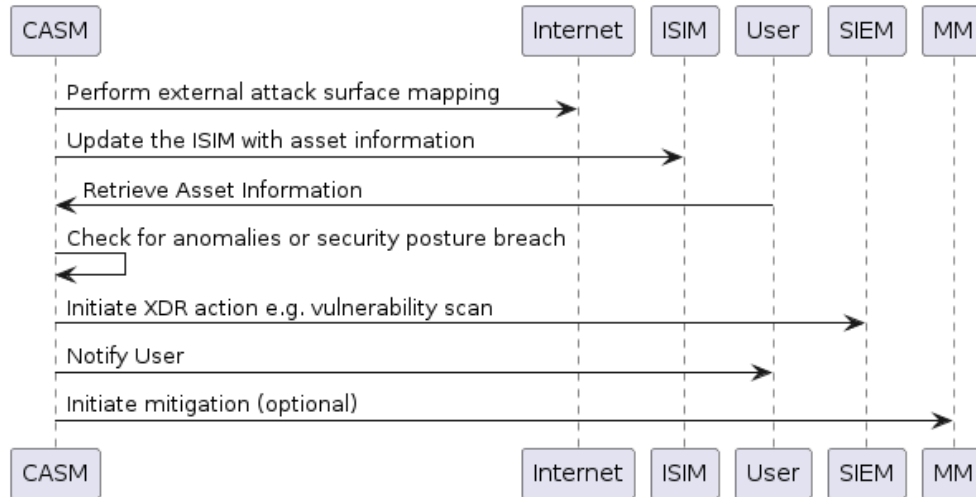 CASM Internet ISIM User SIEM MM
Perform external attack surface mapping
Update the ISIM with asset information
Retrieve Asset Information
Check for anomalies or security posture breach
Initiate XDR action e.g. vulnerability scan
Notify User
Initiate mitigation (optional)
CASM Internet ISIM User SIEM MM